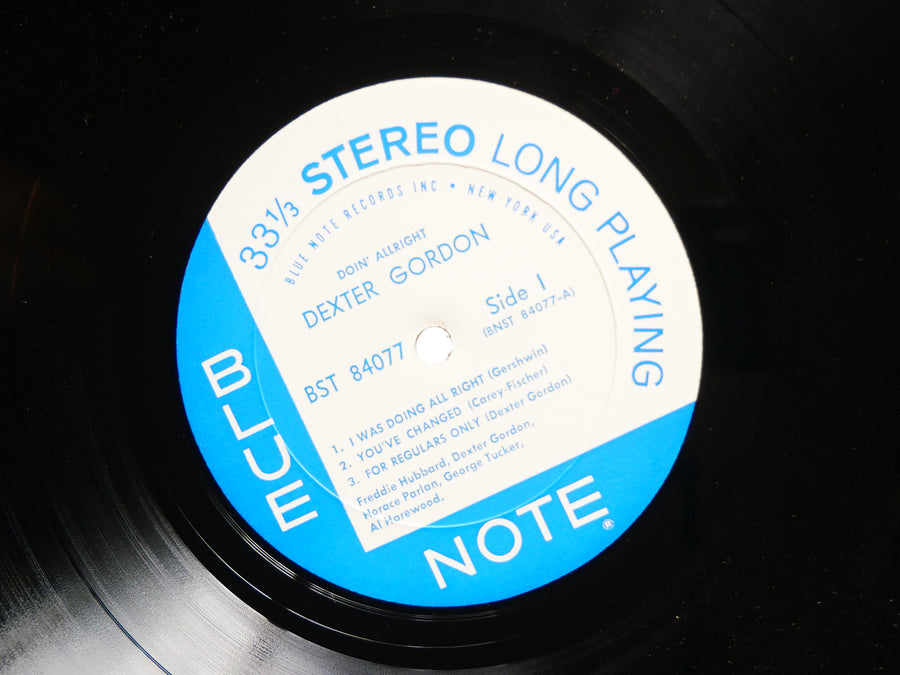 33 1/3 STEREO LONG PLAYING
BLUE NOTE RECORDS INC • NEW YORK USA
DOIN' ALLRIGHT
DEXTER GORDON
Side 1
BST 84077
(BNST 84077-A)
1. I WAS DOING ALL RIGHT (Gershwin)
2. YOU'VE CHANGED (Carey-Fischer)
3. FOR REGULARS ONLY (Dexter Gordon)
Freddie Hubbard, Dexter Gordon,
Horace Parlan, George Tucker,
Al Harewood.
BLUE
NOTE®